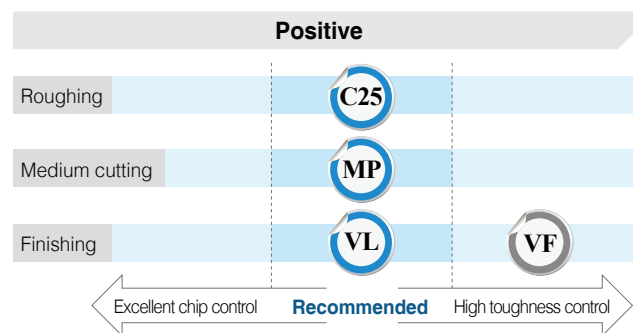 Positive
Roughing
C25
Medium cutting
MP
Finishing
VL
VF
Excellent chip control
Recommended
High toughness control